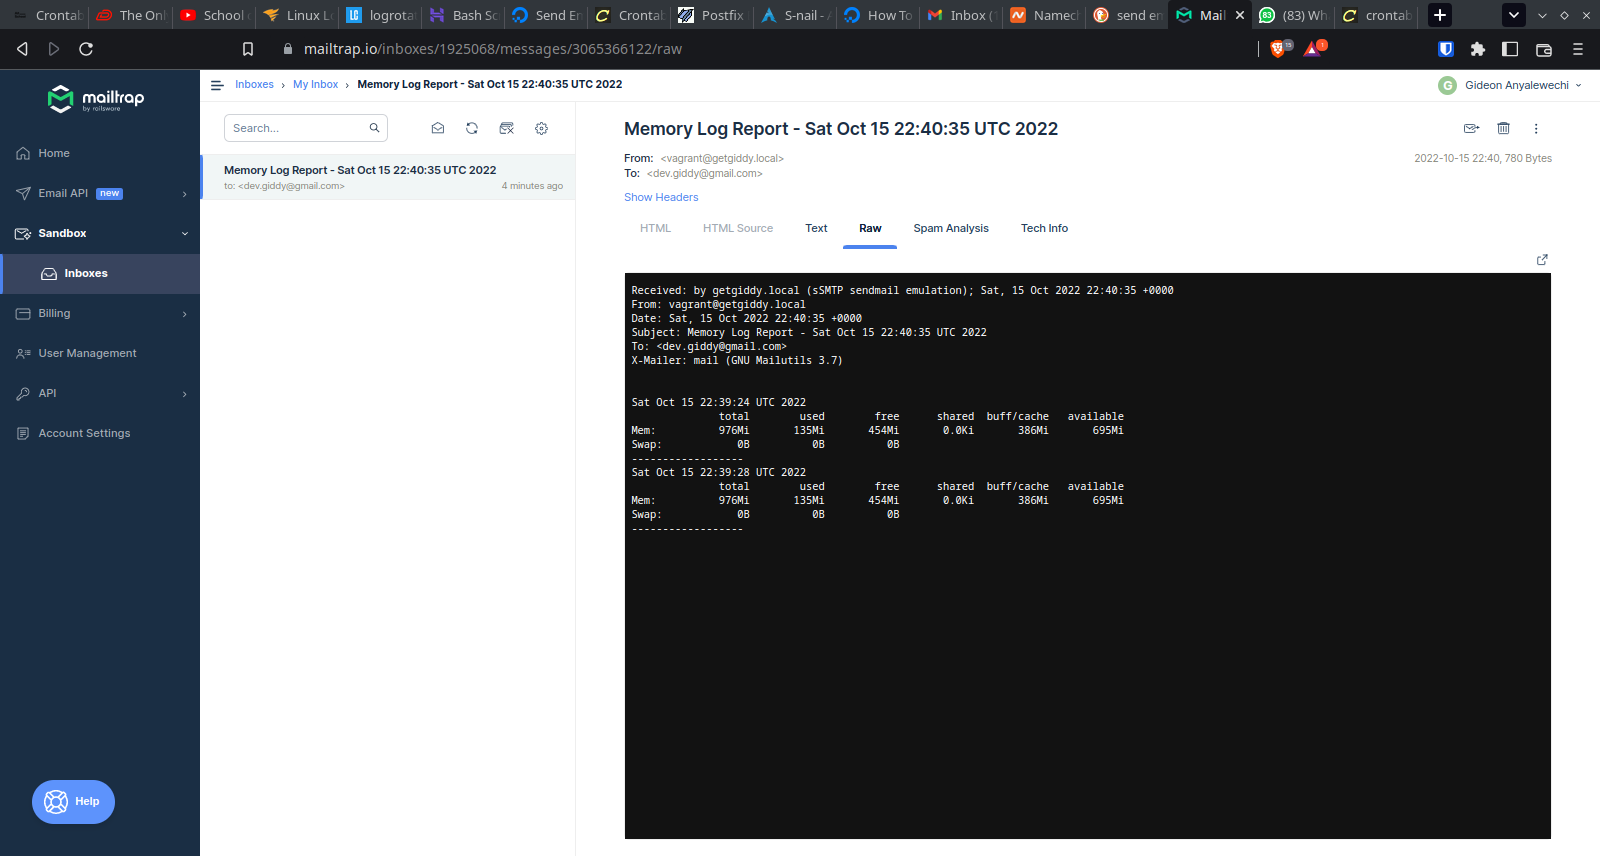 Crontab
The Onl
School
Linux Lo
logrota
Bash Sc
Send Em
Crontab
Postfix
S-nail - A
How To
Inbox (1
Namech
send em
Mail
(83) Wh
crontab
mailtrap.io/inboxes/1925068/messages/3065366122/raw
mailtrap
by railsware
Inboxes › My Inbox › Memory Log Report - Sat Oct 15 22:40:35 UTC 2022
G Gideon Anyalewechi
Home
Email API new
Sandbox
Inboxes
Billing
User Management
API
Account Settings
Help
Search...
Memory Log Report - Sat Oct 15 22:40:35 UTC 2022
to: <dev.giddy@gmail.com> 4 minutes ago
Memory Log Report - Sat Oct 15 22:40:35 UTC 2022
From: <vagrant@getgiddy.local> 2022-10-15 22:40, 780 Bytes
To: <dev.giddy@gmail.com>
Show Headers
HTML HTML Source Text Raw Spam Analysis Tech Info
Received: by getgiddy.local (sSMTP sendmail emulation); Sat, 15 Oct 2022 22:40:35 +0000
From: vagrant@getgiddy.local
Date: Sat, 15 Oct 2022 22:40:35 +0000
Subject: Memory Log Report - Sat Oct 15 22:40:35 UTC 2022
To: <dev.giddy@gmail.com>
X-Mailer: mail (GNU Mailutils 3.7)
Sat Oct 15 22:39:24 UTC 2022
total used free shared buff/cache available
Mem: 976Mi 135Mi 454Mi 0.0Ki 386Mi 695Mi
Swap: 0B 0B 0B
------------------
Sat Oct 15 22:39:28 UTC 2022
total used free shared buff/cache available
Mem: 976Mi 135Mi 454Mi 0.0Ki 386Mi 695Mi
Swap: 0B 0B 0B
------------------